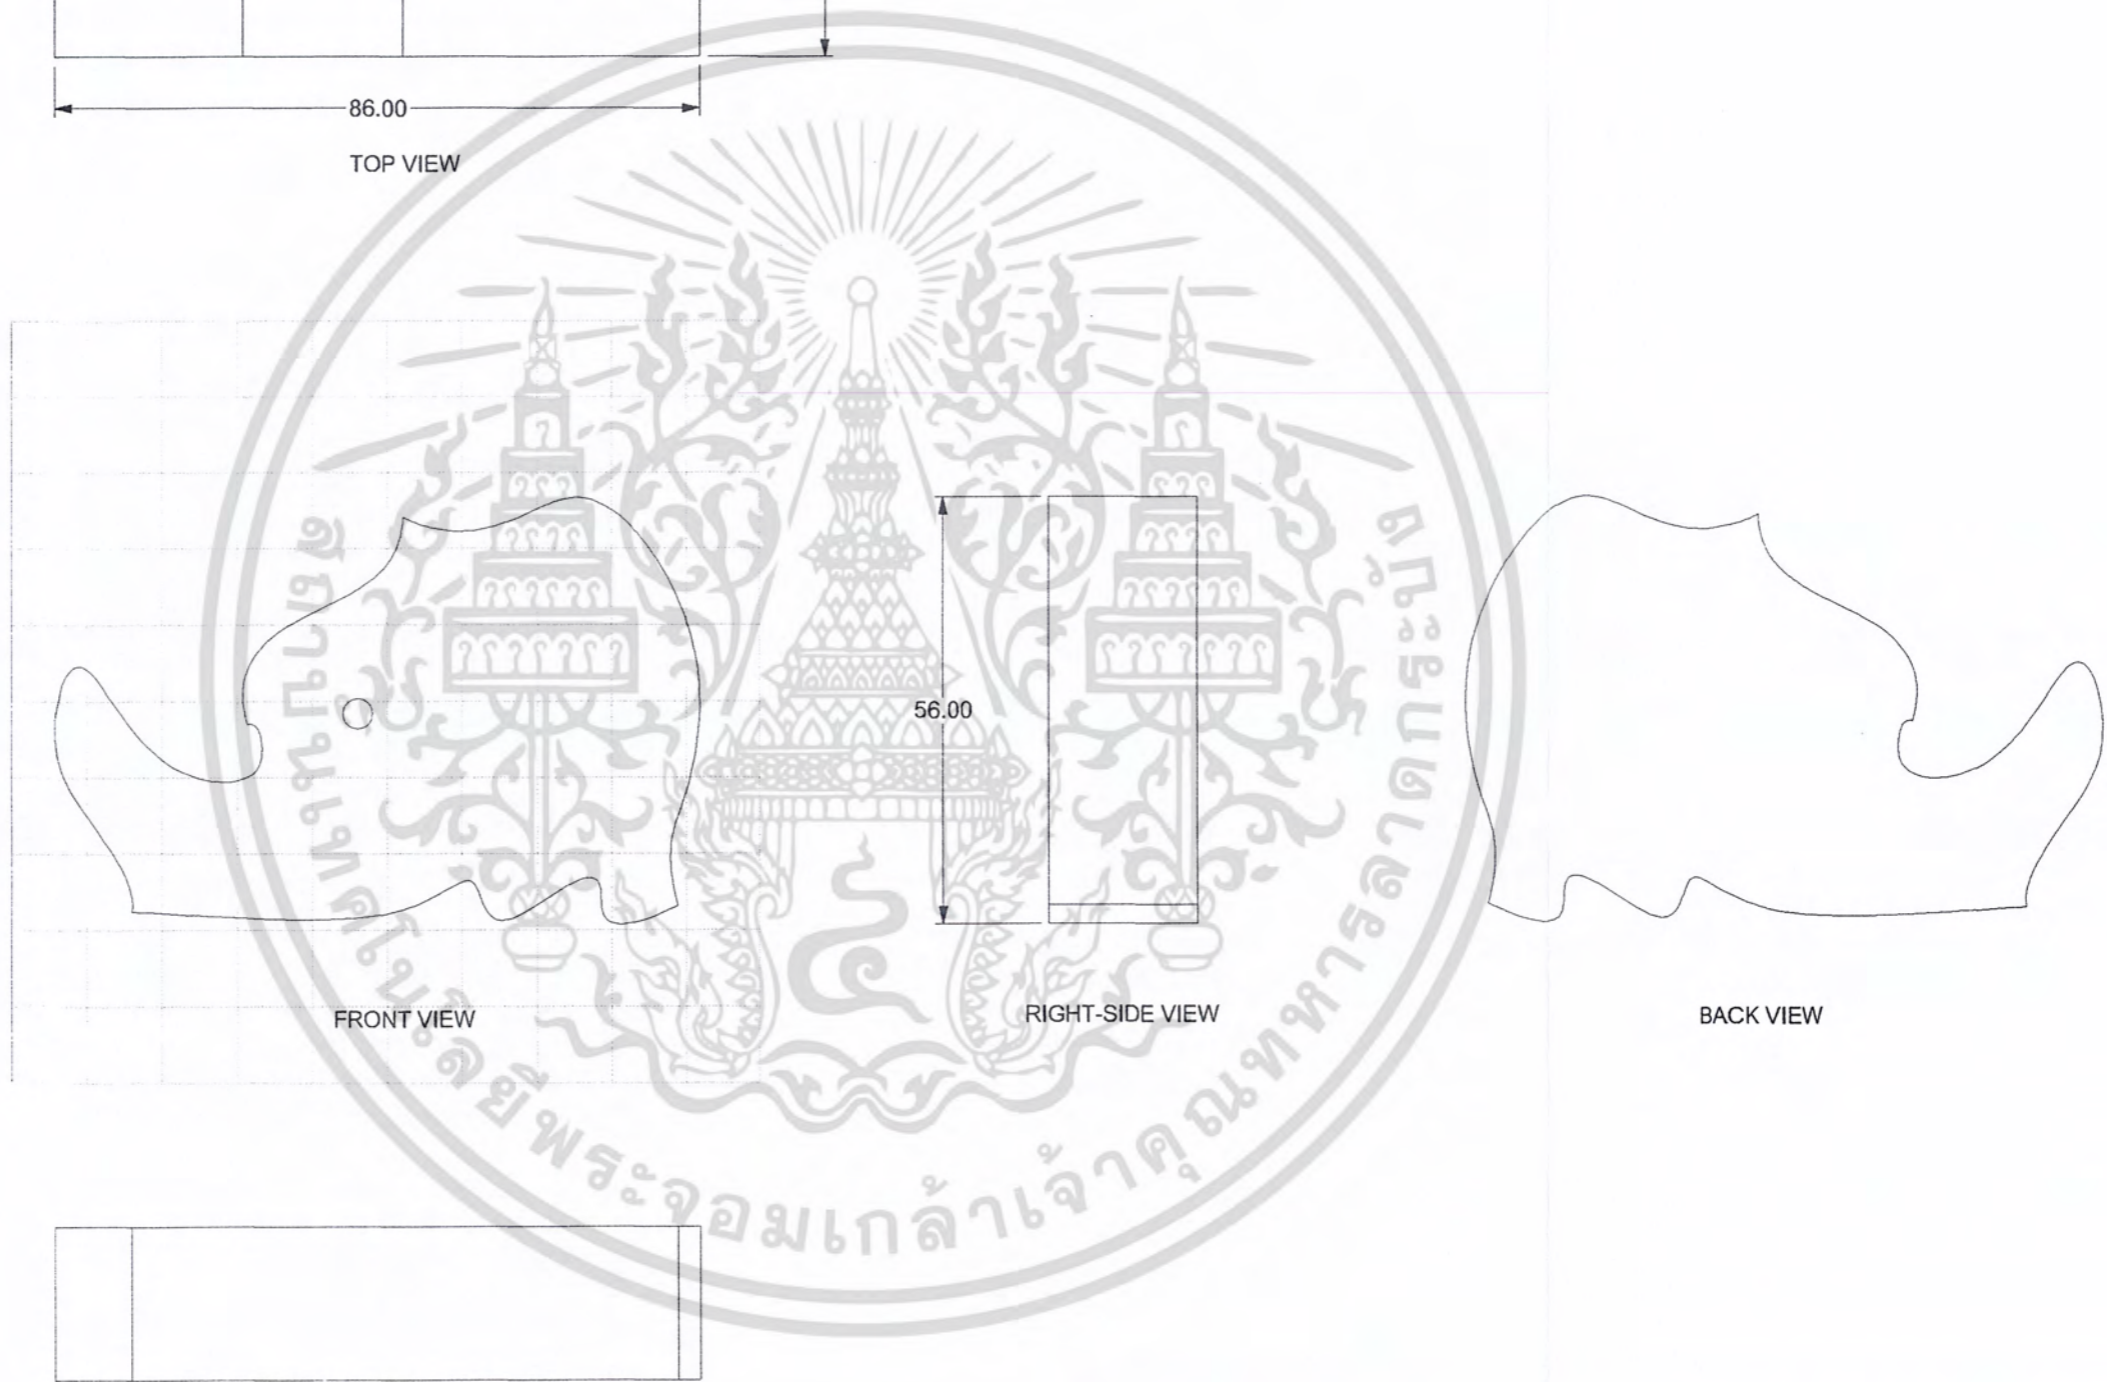 86.00
TOP VIEW
56.00
FRONT VIEW
RIGHT-SIDE VIEW
BACK VIEW
สถาบันเทคโนโลยีพระจอมเกล้าเจ้าคุณทหารลาดกระบัง